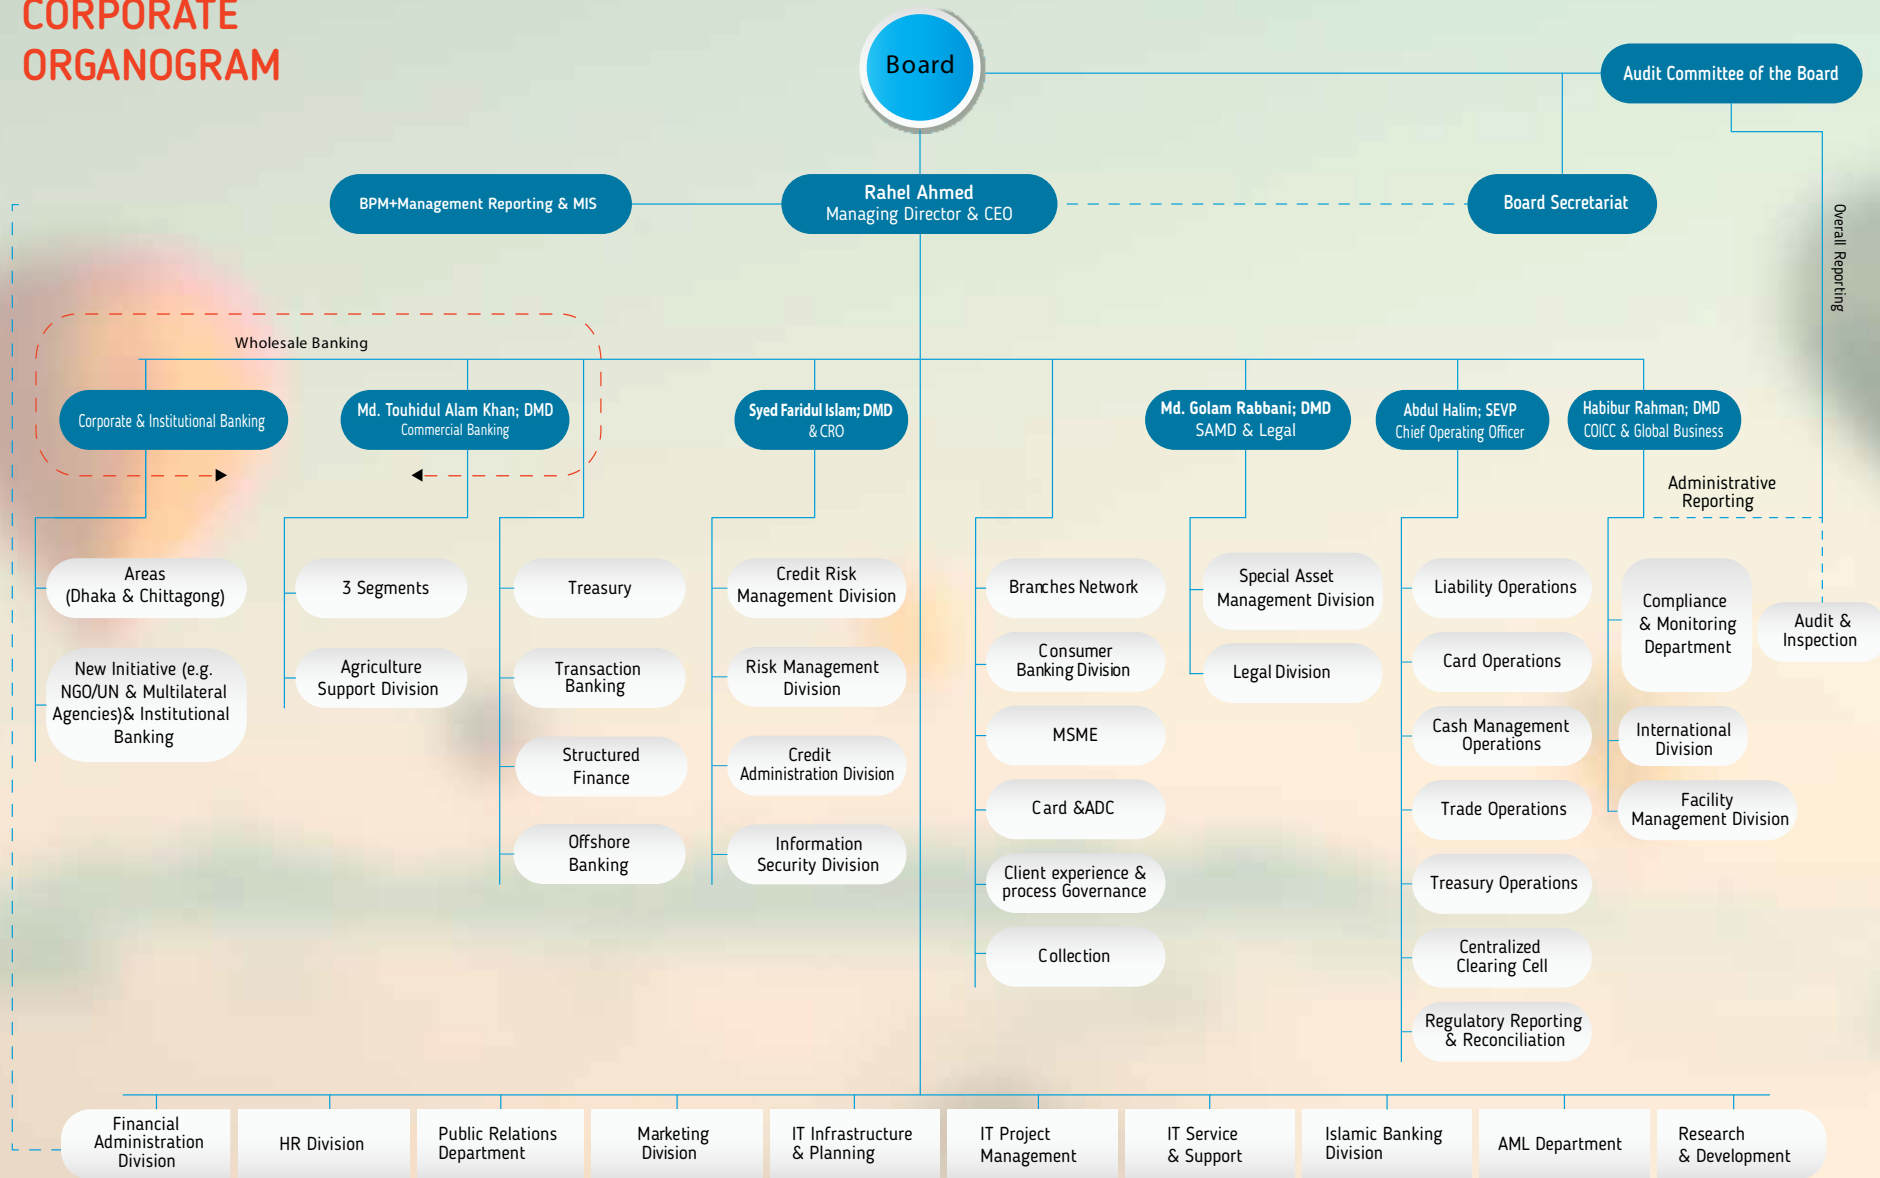 CORPORATE
ORGANOGRAM
Board
Audit Committee of the Board
BPM+Management Reporting & MIS
Rahel Ahmed
Managing Director & CEO
Board Secretariat
Overall Reporting
Wholesale Banking
Corporate & Institutional Banking
Md. Touhidul Alam Khan; DMD
Commercial Banking
Syed Faridul Islam; DMD
& CRO
Md. Golam Rabbani; DMD
SAMD & Legal
Abdul Halim; SEVP
Chief Operating Officer
Habibur Rahman; DMD
COICC & Global Business
Administrative
Reporting
Areas
(Dhaka & Chittagong)
New Initiative (e.g.
NGO/UN & Multilateral
Agencies)& Institutional
Banking
3 Segments
Agriculture
Support Division
Treasury
Transaction
Banking
Structured
Finance
Offshore
Banking
Credit Risk
Management Division
Risk Management
Division
Credit
Administration Division
Information
Security Division
Branches Network
Consumer
Banking Division
MSME
Card &ADC
Client experience &
process Governance
Collection
Special Asset
Management Division
Legal Division
Liability Operations
Card Operations
Cash Management
Operations
Trade Operations
Treasury Operations
Centralized
Clearing Cell
Regulatory Reporting
& Reconciliation
Compliance
& Monitoring
Department
International
Division
Facility
Management Division
Audit &
Inspection
Financial
Administration
Division
HR Division
Public Relations
Department
Marketing
Division
IT Infrastructure
& Planning
IT Project
Management
IT Service
& Support
Islamic Banking
Division
AML Department
Research
& Development